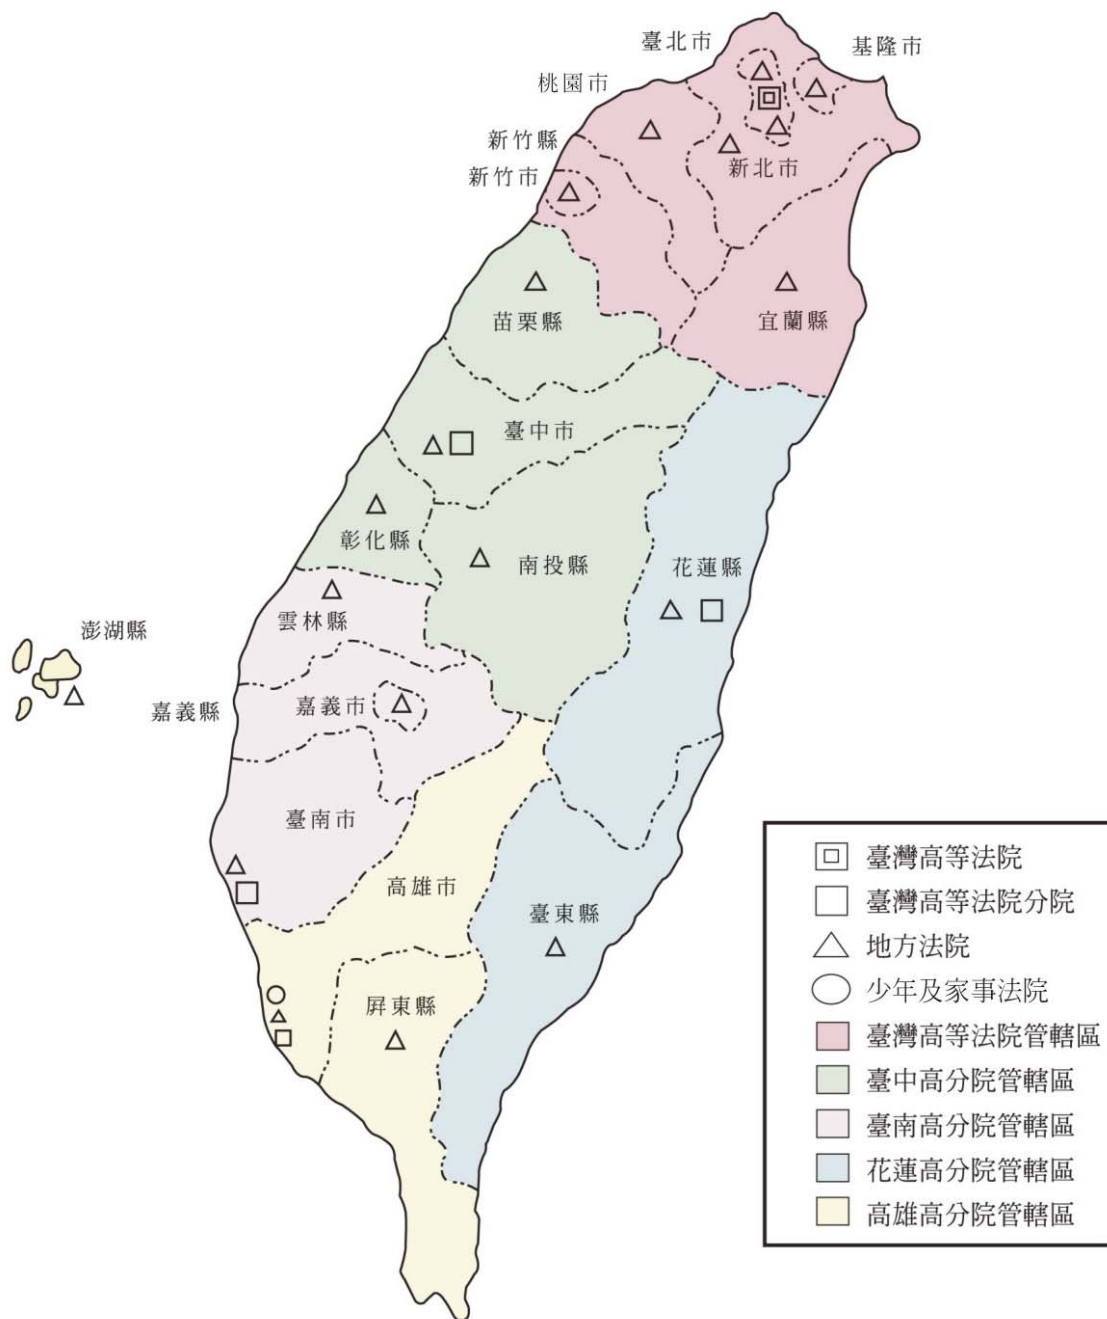 臺北市
基隆市
桃園市
新竹縣
新竹市
新北市
宜蘭縣
苗栗縣
臺中市
彰化縣
南投縣
花蓮縣
雲林縣
澎湖縣
嘉義縣
嘉義市
臺南市
高雄市
臺東縣
屏東縣
臺灣高等法院
臺灣高等法院分院
地方法院
少年及家事法院
臺灣高等法院管轄區
臺中高分院管轄區
臺南高分院管轄區
花蓮高分院管轄區
高雄高分院管轄區